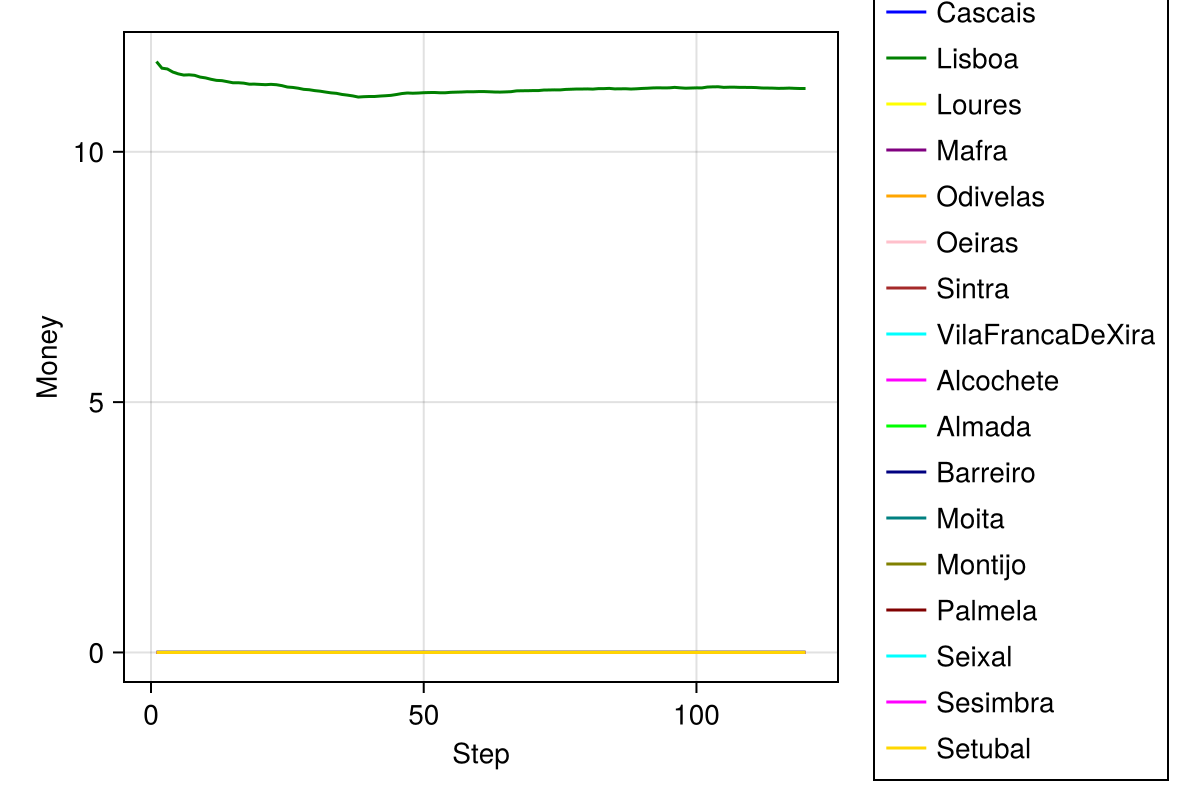 10
5
0
Money
0
50
100
Step
Cascais
Lisboa
Loures
Mafra
Odivelas
Oeiras
Sintra
VilaFrancaDeXira
Alcochete
Almada
Barreiro
Moita
Montijo
Palmela
Seixal
Sesimbra
Setubal